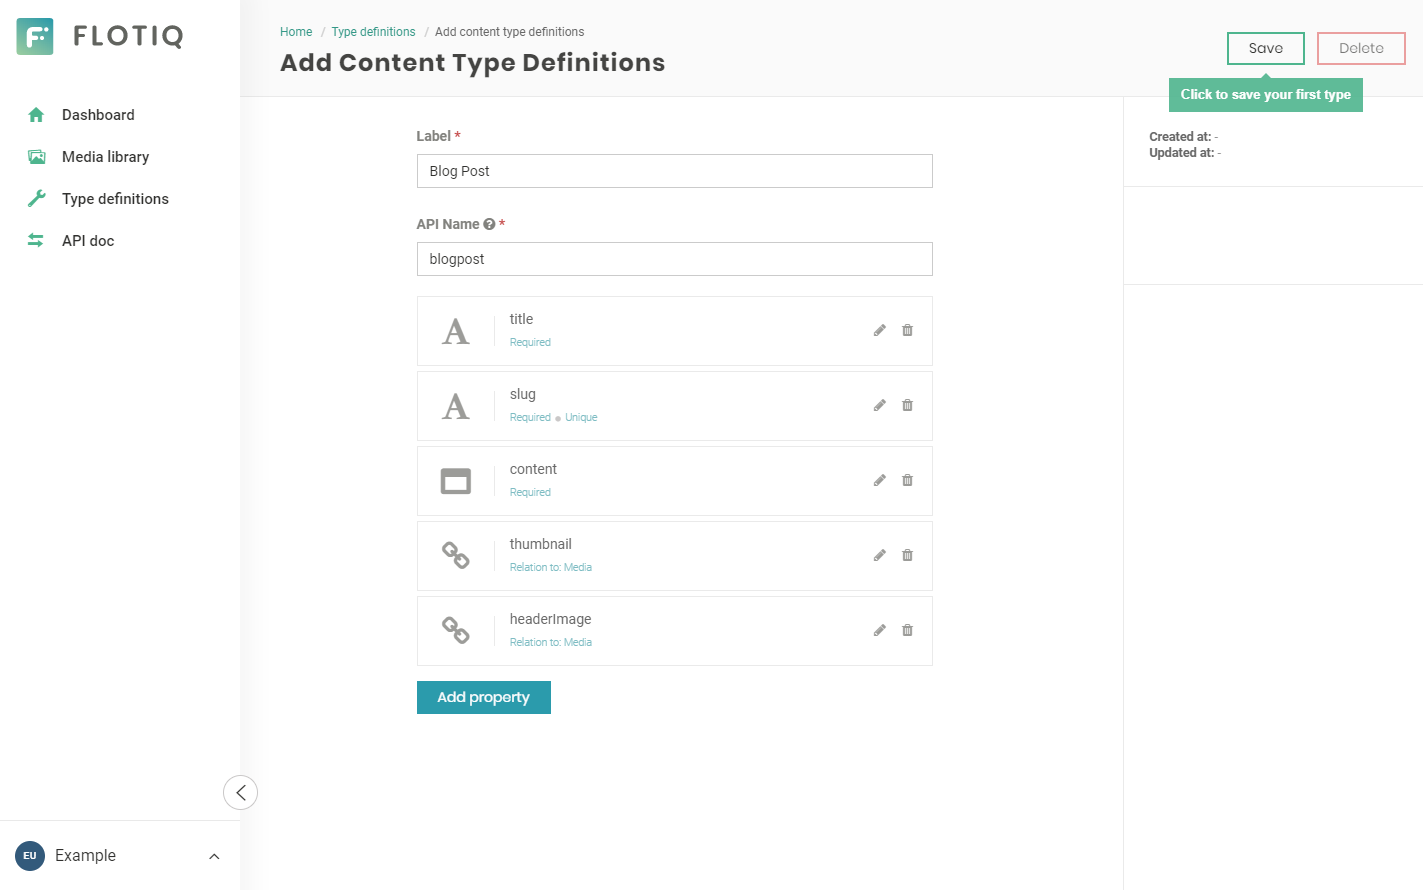 FLOTIQ
Dashboard
Media library
Type definitions
API doc
EU Example
Home / Type definitions / Add content type definitions
Add Content Type Definitions
Save
Delete
Click to save your first type
Label *
Blog Post
API Name ? *
blogpost
title
Required
slug
Required ● Unique
content
Required
thumbnail
Relation to: Media
headerImage
Relation to: Media
Add property
Created at: -
Updated at: -